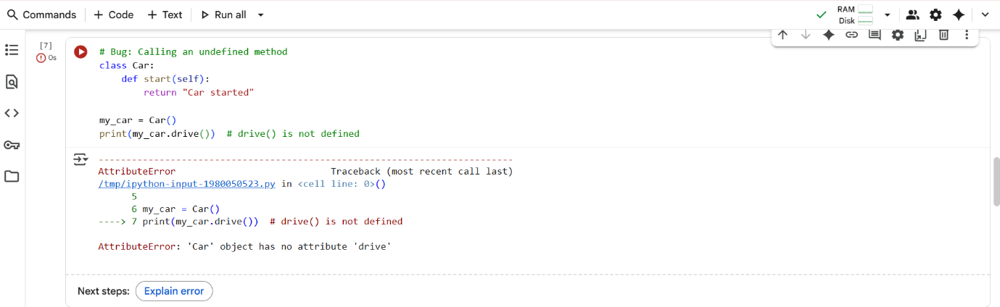 Commands + Code + Text Run all RAM Disk
[7] # Bug: Calling an undefined method
0s class Car:
def start(self):
return "Car started"
my_car = Car()
print(my_car.drive())  # drive() is not defined
---------------------------------------------------------------------------
AttributeError                            Traceback (most recent call last)
/tmp/ipython-input-1980050523.py in <cell line: 0>()
5
6 my_car = Car()
----> 7 print(my_car.drive())  # drive() is not defined
AttributeError: 'Car' object has no attribute 'drive'
Next steps: Explain error